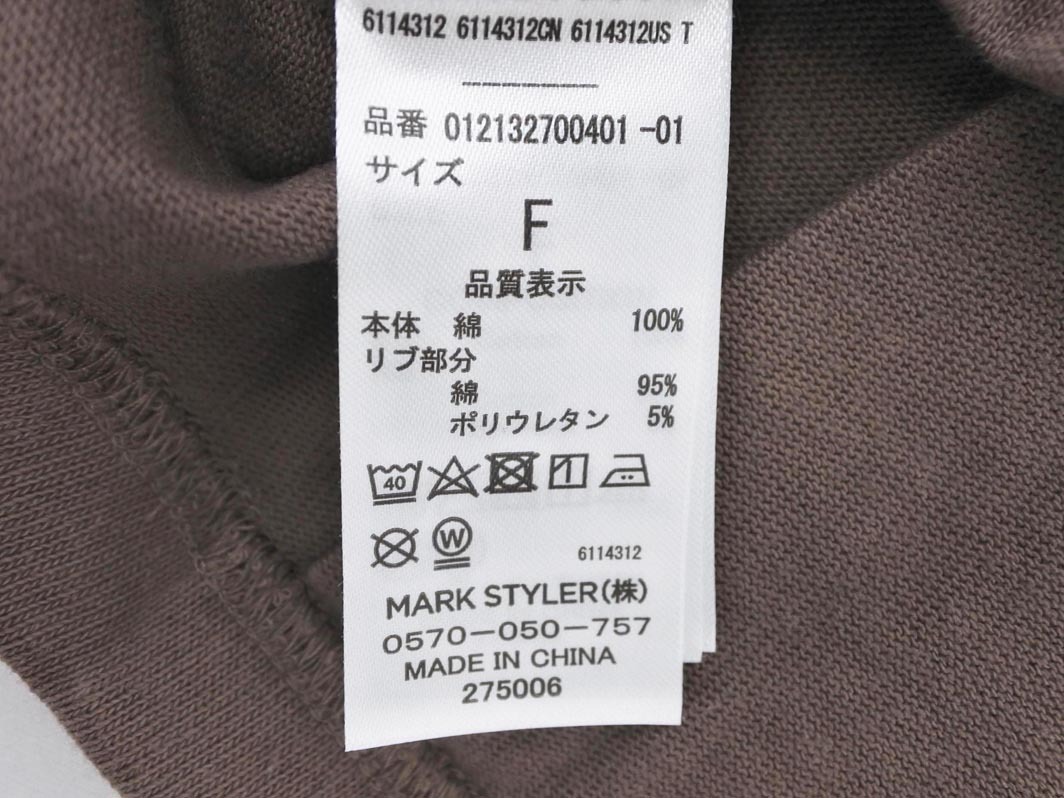 6114312 6114312CN 6114312US T
品番 012132700401 -01
サイズ
F
品質表示
本体 綿 100%
リブ部分
綿 95%
ポリウレタン 5%
40
W
6114312
MARK STYLER(株)
0570-050-757
MADE IN CHINA
275006